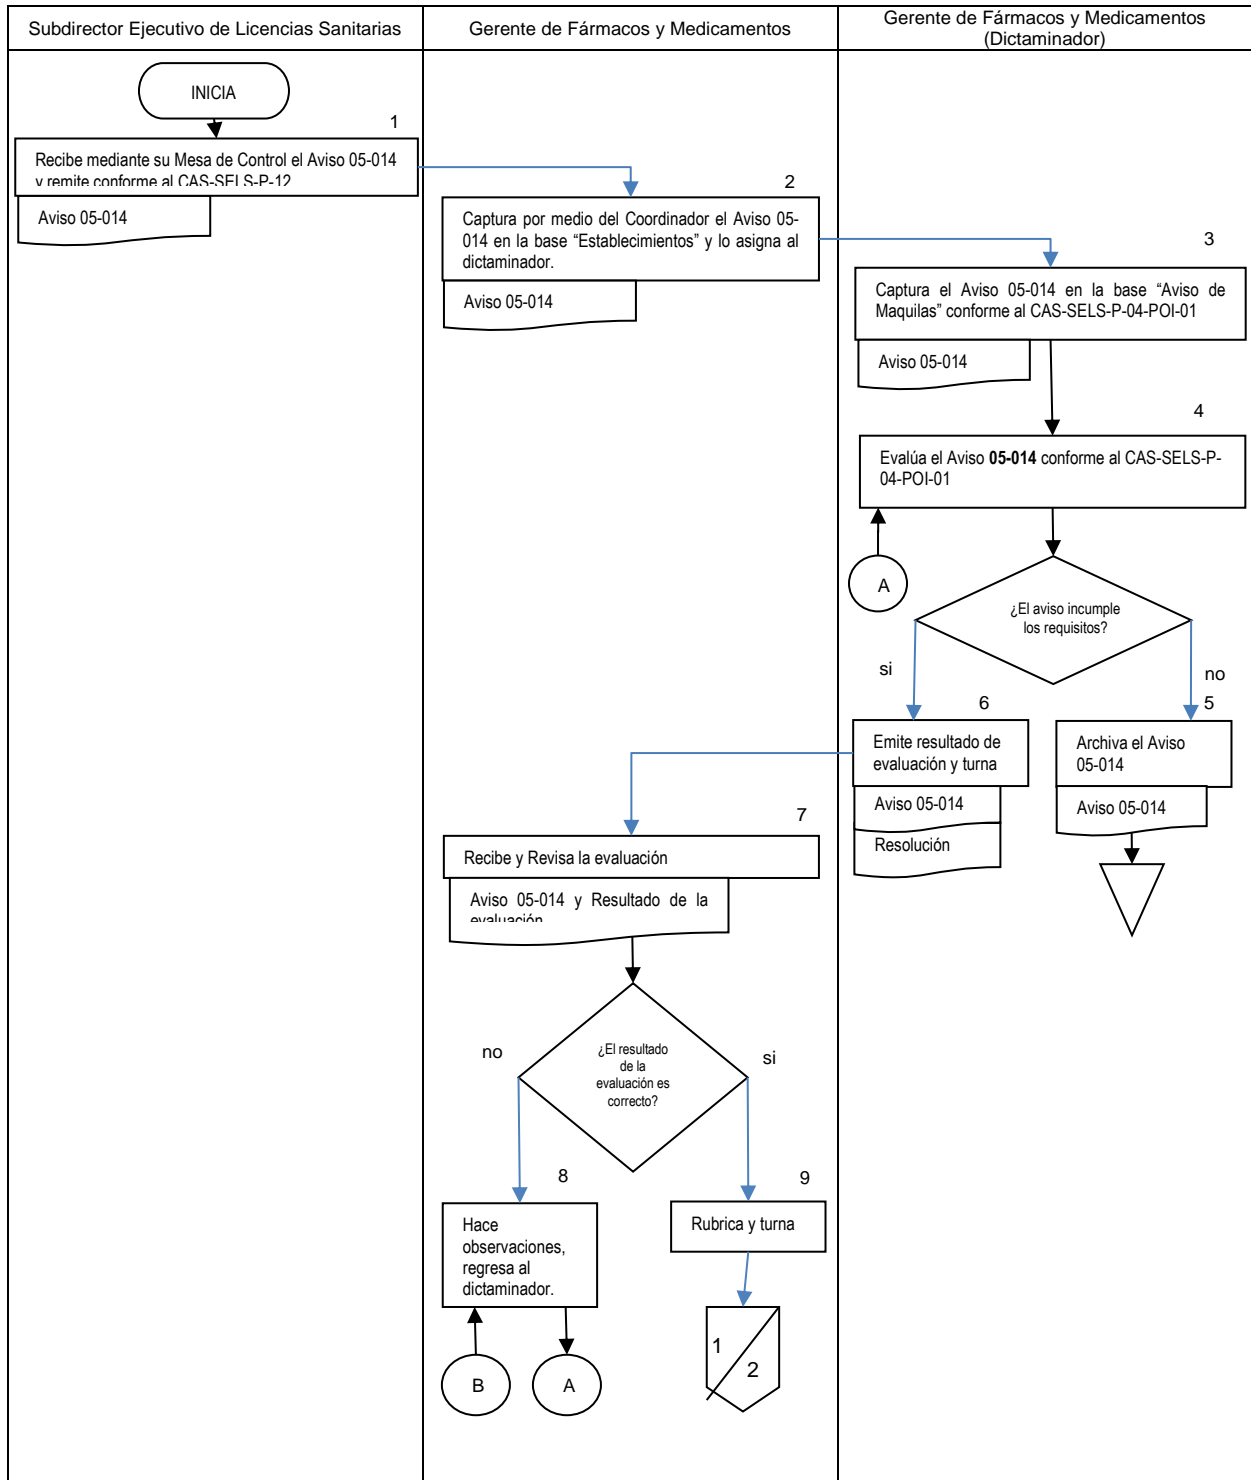 Subdirector Ejecutivo de Licencias Sanitarias
Gerente de Fármacos y Medicamentos
Gerente de Fármacos y Medicamentos
(Dictaminador)
INICIA
1
Recibe mediante su Mesa de Control el Aviso 05-014
y remite conforme al CAS-SELS-P-12
Aviso 05-014
2
Captura por medio del Coordinador el Aviso 05-
014 en la base “Establecimientos” y lo asigna al
dictaminador.
Aviso 05-014
3
Captura el Aviso 05-014 en la base “Aviso de
Maquilas” conforme al CAS-SELS-P-04-POI-01
Aviso 05-014
4
Evalúa el Aviso 05-014 conforme al CAS-SELS-P-
04-POI-01
A
¿El aviso incumple
los requisitos?
si
no
6
Emite resultado de
evaluación y turna
Aviso 05-014
Resolución
5
Archiva el Aviso
05-014
Aviso 05-014
7
Recibe y Revisa la evaluación
Aviso 05-014 y Resultado de la
evaluación
¿El resultado
de la
evaluación es
correcto?
no
si
8
Hace
observaciones,
regresa al
dictaminador.
B
A
9
Rubrica y turna
1
2